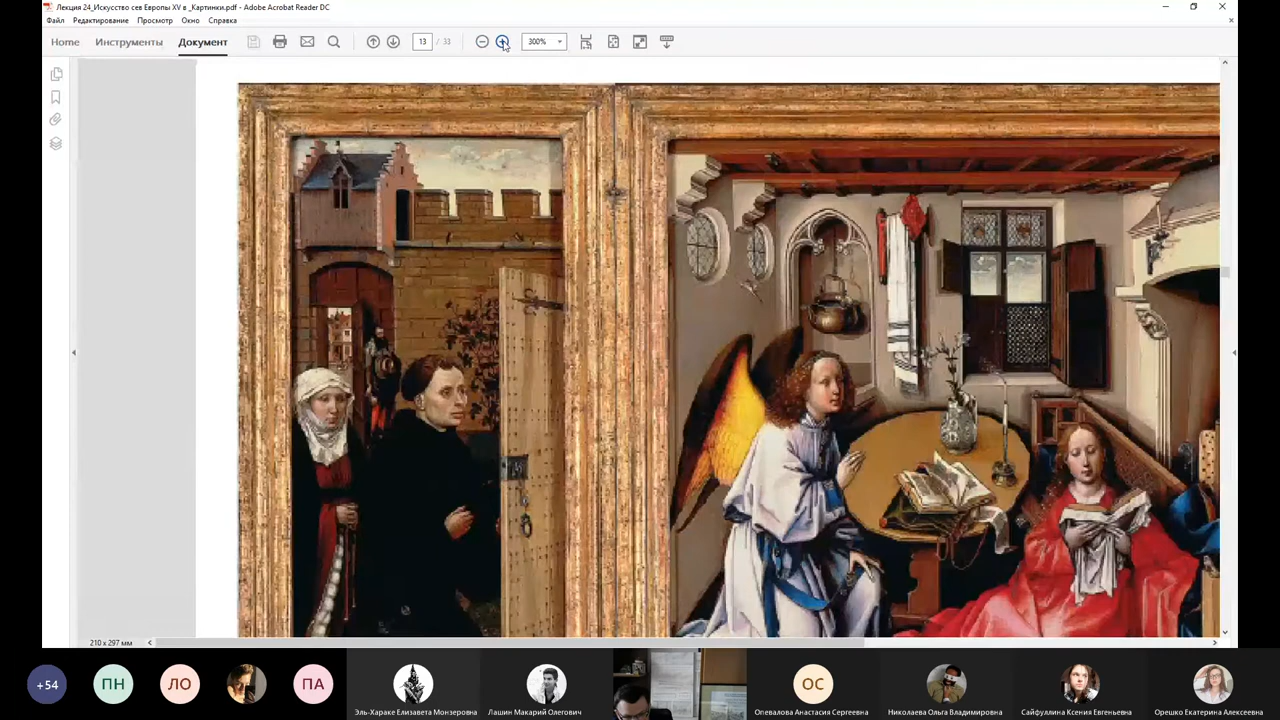 Лекция 24_Искусство сев Европы XV в _Картинки.pdf - Adobe Acrobat Reader DC
Файл Редактирование Просмотр Окно Справка
Home Инструменты Документ 13 / 33 300%
210 x 297 мм
+54 ПН ЛО ПА ОС
Эль-Хараке Елизавета Монзеровна Лашин Макарий Олегович Опевалова Анастасия Сергеевна Николаева Ольга Владимировна Сайфуллина Ксения Евгеньевна Орешко Екатерина Алексеевна